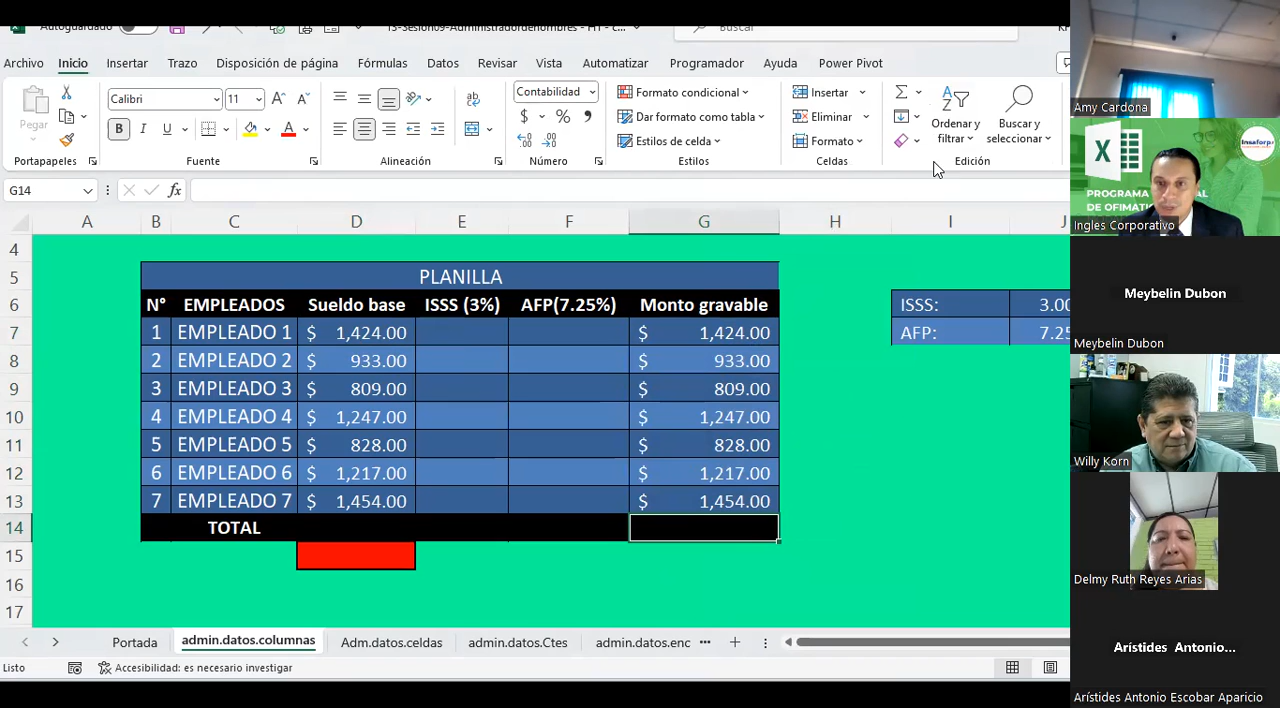 Autoguardado 13-Sesión09-Administradordenombres - H1 - C... Buscar
Archivo Inicio Insertar Trazo Disposición de página Fórmulas Datos Revisar Vista Automatizar Programador Ayuda Power Pivot
Pegar
Portapapeles
Calibri 11
N K S
Fuente
Alineación
Contabilidad
$ % 
Número
Formato condicional
Dar formato como tabla
Estilos de celda
Estilos
Insertar
Eliminar
Formato
Celdas
Ordenar y filtrar
Buscar y seleccionar
Edición
G14 fx
A B C D E F G H I J
4
5 PLANILLA
6 N° EMPLEADOS Sueldo base ISSS (3%) AFP(7.25%) Monto gravable ISSS: 3.00
7 1 EMPLEADO 1 $ 1,424.00 $ 1,424.00 AFP: 7.25
8 2 EMPLEADO 2 $ 933.00 $ 933.00
9 3 EMPLEADO 3 $ 809.00 $ 809.00
10 4 EMPLEADO 4 $ 1,247.00 $ 1,247.00
11 5 EMPLEADO 5 $ 828.00 $ 828.00
12 6 EMPLEADO 6 $ 1,217.00 $ 1,217.00
13 7 EMPLEADO 7 $ 1,454.00 $ 1,454.00
14 TOTAL
15
16
17
Portada admin.datos.columnas Adm.datos.celdas admin.datos.Ctes admin.datos.enc ...
Listo Accesibilidad: es necesario investigar
Amy Cardona
Insaforp
PROGRAMA
DE OFIMATI
Ingles Corporativo
Meybelin Dubon
Meybelin Dubon
Willy Korn
Delmy Ruth Reyes Arias
Arístides Antonio...
Arístides Antonio Escobar Aparicio